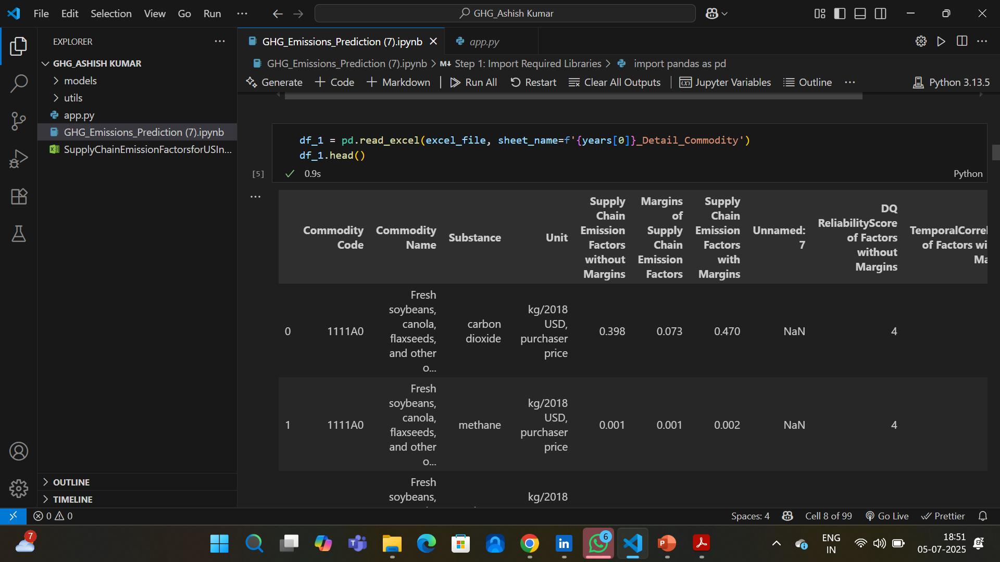 File Edit Selection View Go Run ··· GHG_Ashish Kumar
EXPLORER
GHG_ASHISH KUMAR
models
utils
app.py
GHG_Emissions_Prediction (7).ipynb
SupplyChainEmissionFactorsforUSIn...
OUTLINE
TIMELINE
GHG_Emissions_Prediction (7).ipynb app.py
GHG_Emissions_Prediction (7).ipynb > M↓ Step 1: Import Required Libraries > import pandas as pd
Generate + Code + Markdown | Run All Restart Clear All Outputs | Jupyter Variables Outline ··· Python 3.13.5
df_1 = pd.read_excel(excel_file, sheet_name=f'{years[0]}_Detail_Commodity')
df_1.head()
[5] 0.9s Python
Commodity Code
Commodity Name
Substance
Unit
Supply Chain Emission Factors without Margins
Margins of Supply Chain Emission Factors
Supply Chain Emission Factors with Margins
Unnamed: 7
DQ ReliabilityScore of Factors without Margins
TemporalCorrel
of Factors wi
Ma
0 1111A0 Fresh soybeans, canola, flaxseeds, and other o... carbon dioxide kg/2018 USD, purchaser price 0.398 0.073 0.470 NaN 4
1 1111A0 Fresh soybeans, canola, flaxseeds, and other o... methane kg/2018 USD, purchaser price 0.001 0.001 0.002 NaN 4
Fresh soybeans, kg/2018
0 0 Spaces: 4 Cell 8 of 99 Go Live Prettier
7
6
ENG
IN
18:51
05-07-2025